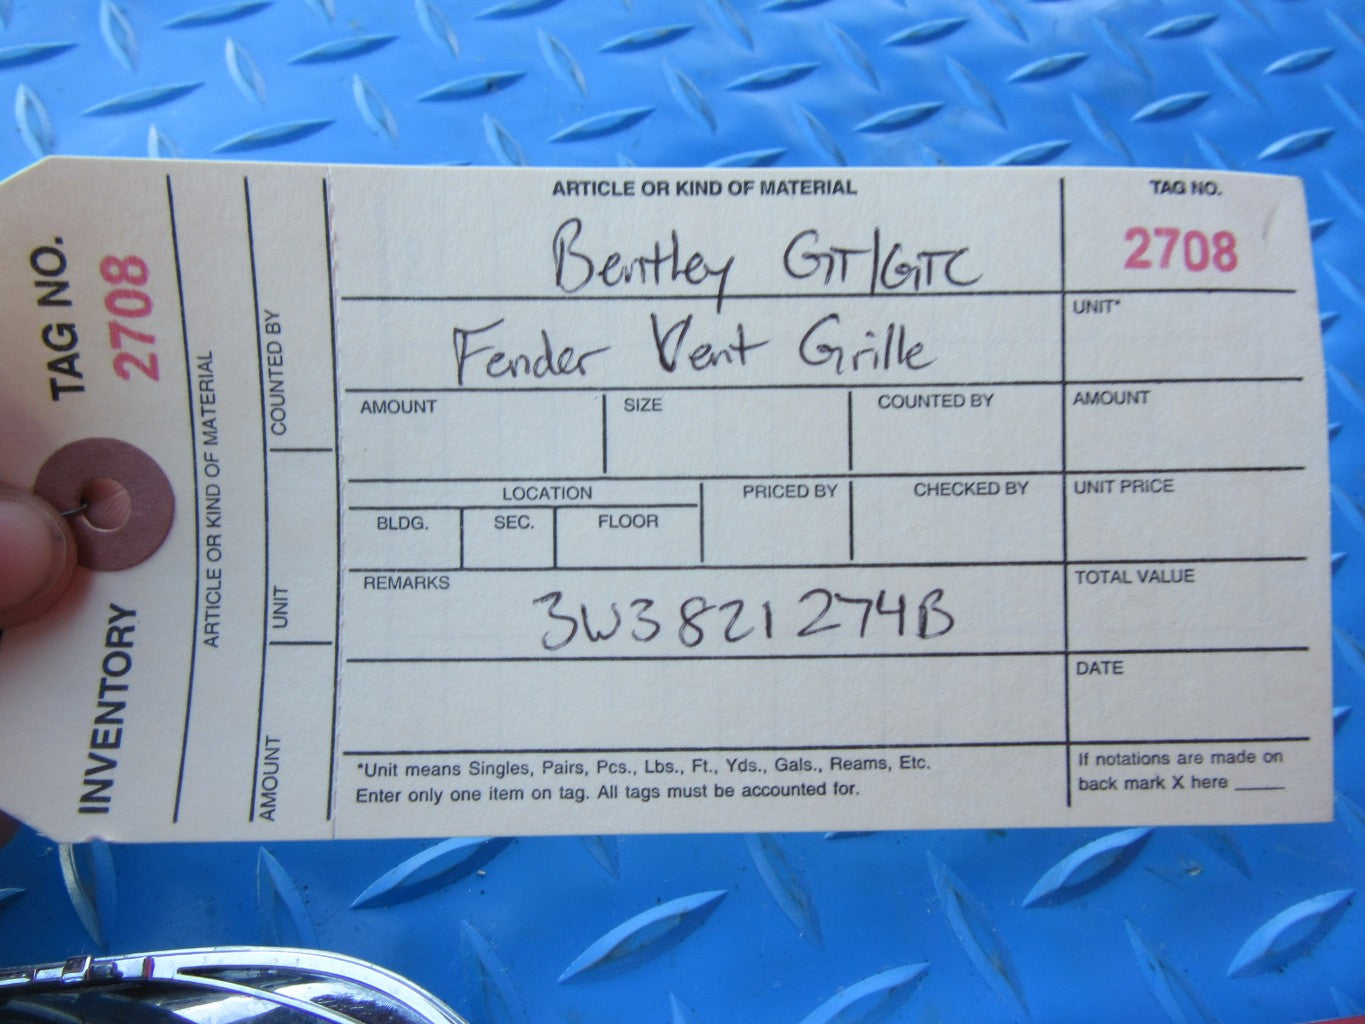 TAG NO.
2708
INVENTORY
ARTICLE OR KIND OF MATERIAL
COUNTED BY
UNIT
AMOUNT
ARTICLE OR KIND OF MATERIAL
Bentley GT/GTC
Fender Vent Grille
TAG NO.
2708
UNIT*
AMOUNT
SIZE
COUNTED BY
AMOUNT
LOCATION
PRICED BY
CHECKED BY
UNIT PRICE
BLDG.
SEC.
FLOOR
REMARKS
3W3821274B
TOTAL VALUE
DATE
*Unit means Singles, Pairs, Pcs., Lbs., Ft., Yds., Gals., Reams, Etc.
Enter only one item on tag. All tags must be accounted for.
If notations are made on
back mark X here _____